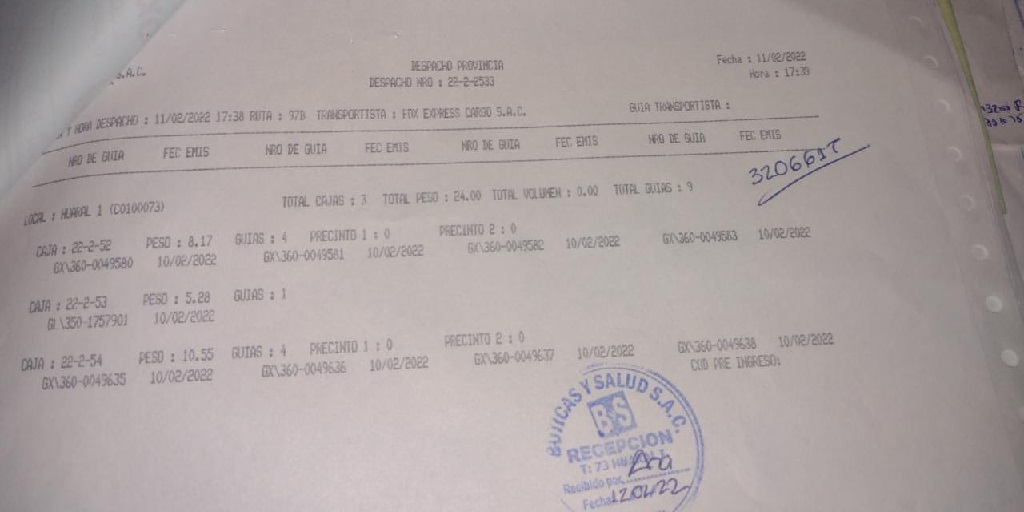 S.A.C.
DESPACHO PROVINCIA
Fecha : 11/02/2022
DESPACHO NRO : 22-2-2533
Hora : 17:39
Y HORA DESPACHO : 11/02/2022 17:38 RUTA : 97B TRANSPORTISTA : FOX EXPRESS CARGO S.A.C. GUIA TRANSPORTISTA :
NRO DE GUIA FEC EMIS NRO DE GUIA FEC EMIS NRO DE GUIA FEC EMIS NRO DE GUIA FEC EMIS
320661T
LOCAL : HUARAL 1 (C0100073) TOTAL CAJAS : 3 TOTAL PESO : 24.00 TOTAL VOLUMEN : 0.00 TOTAL GUIAS : 9
CAJA : 22-2-52 PESO : 8.17 GUIAS : 4 PRECINTO 1 : 0 PRECINTO 2 : 0
GX\360-0049580 10/02/2022 GX\360-0049581 10/02/2022 GX\360-0049582 10/02/2022 GX\360-0049583 10/02/2022
CAJA : 22-2-53 PESO : 5.28 GUIAS : 1
GL\350-1757901 10/02/2022
CAJA : 22-2-54 PESO : 10.55 GUIAS : 4 PRECINTO 1 : 0 PRECINTO 2 : 0
GX\360-0049635 10/02/2022 GX\360-0049636 10/02/2022 GX\360-0049637 10/02/2022 GX\360-0049638 10/02/2022
COD PRE INGRESO:
BOTICAS Y SALUD S.A.C.
BS
RECEPCION
T: 73 HUARAL I
Recibido por
Fecha